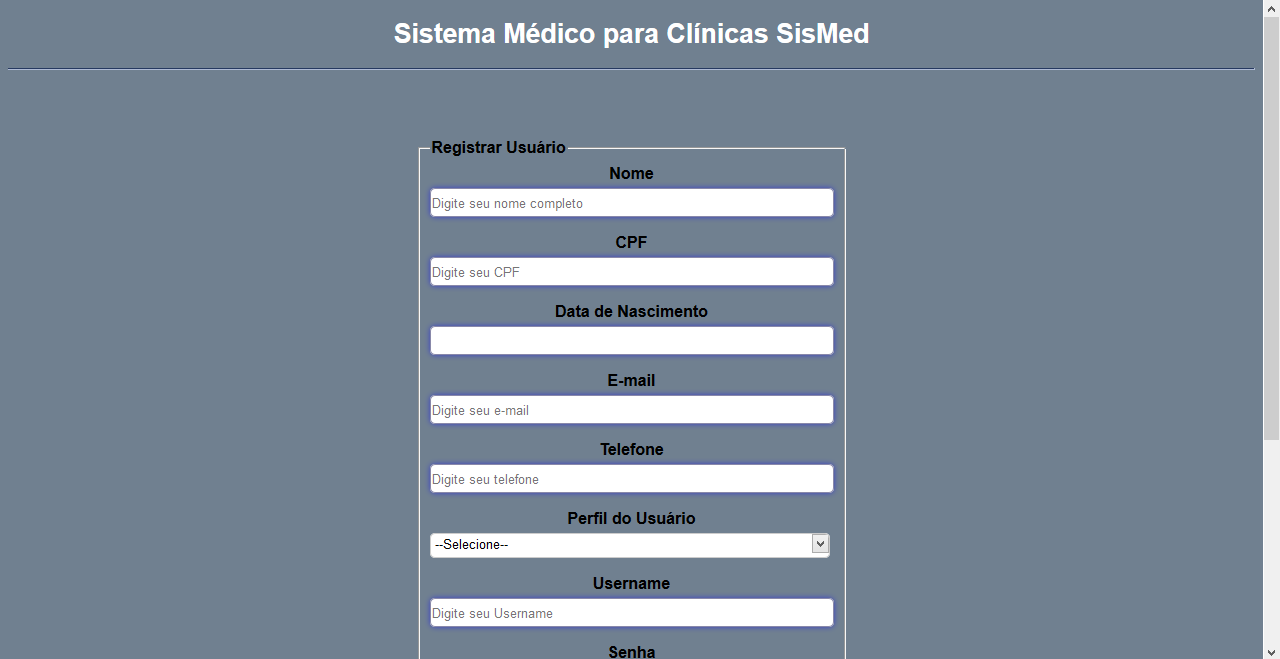 Sistema Médico para Clínicas SisMed
Registrar Usuário
Nome
Digite seu nome completo
CPF
Digite seu CPF
Data de Nascimento
E-mail
Digite seu e-mail
Telefone
Digite seu telefone
Perfil do Usuário
--Selecione--
Username
Digite seu Username
Senha